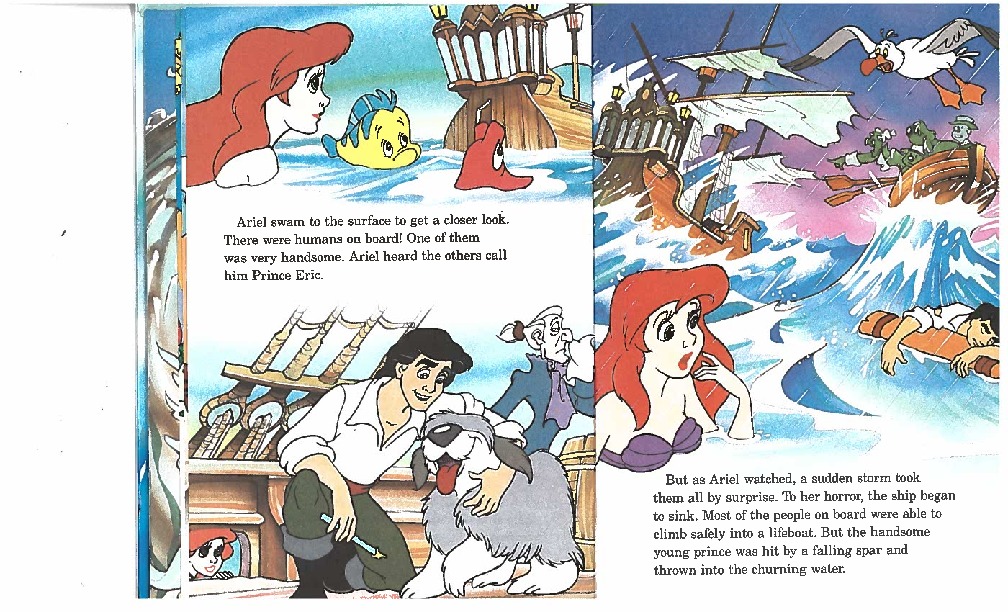 Ariel swam to the surface to get a closer look.
There were humans on board! One of them
was very handsome. Ariel heard the others call
him Prince Eric.
But as Ariel watched, a sudden storm took
them all by surprise. To her horror, the ship began
to sink. Most of the people on board were able to
climb safely into a lifeboat. But the handsome
young prince was hit by a falling spar and
thrown into the churning water.